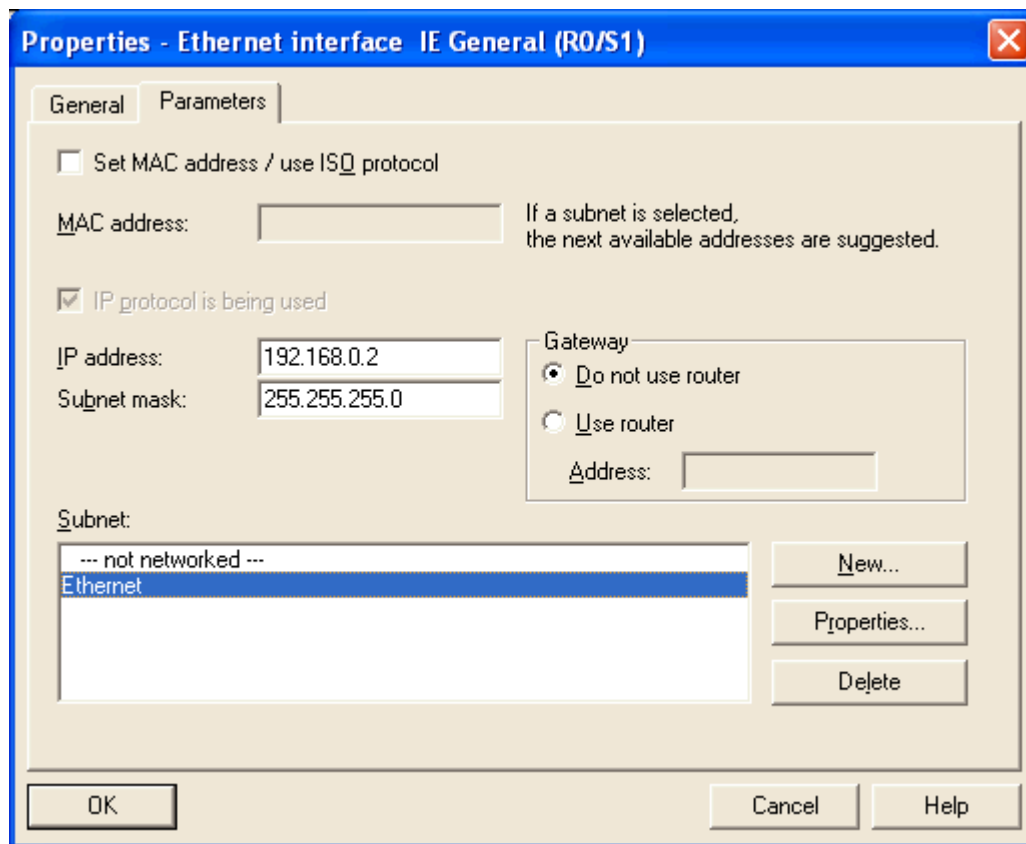 Properties - Ethernet interface  IE General (R0/S1)
General
Parameters
Set MAC address / use ISO protocol
MAC address:
If a subnet is selected,
the next available addresses are suggested.
IP protocol is being used
IP address:
192.168.0.2
Subnet mask:
255.255.255.0
Gateway
Do not use router
Use router
Address:
Subnet:
--- not networked ---
Ethernet
New...
Properties...
Delete
OK
Cancel
Help